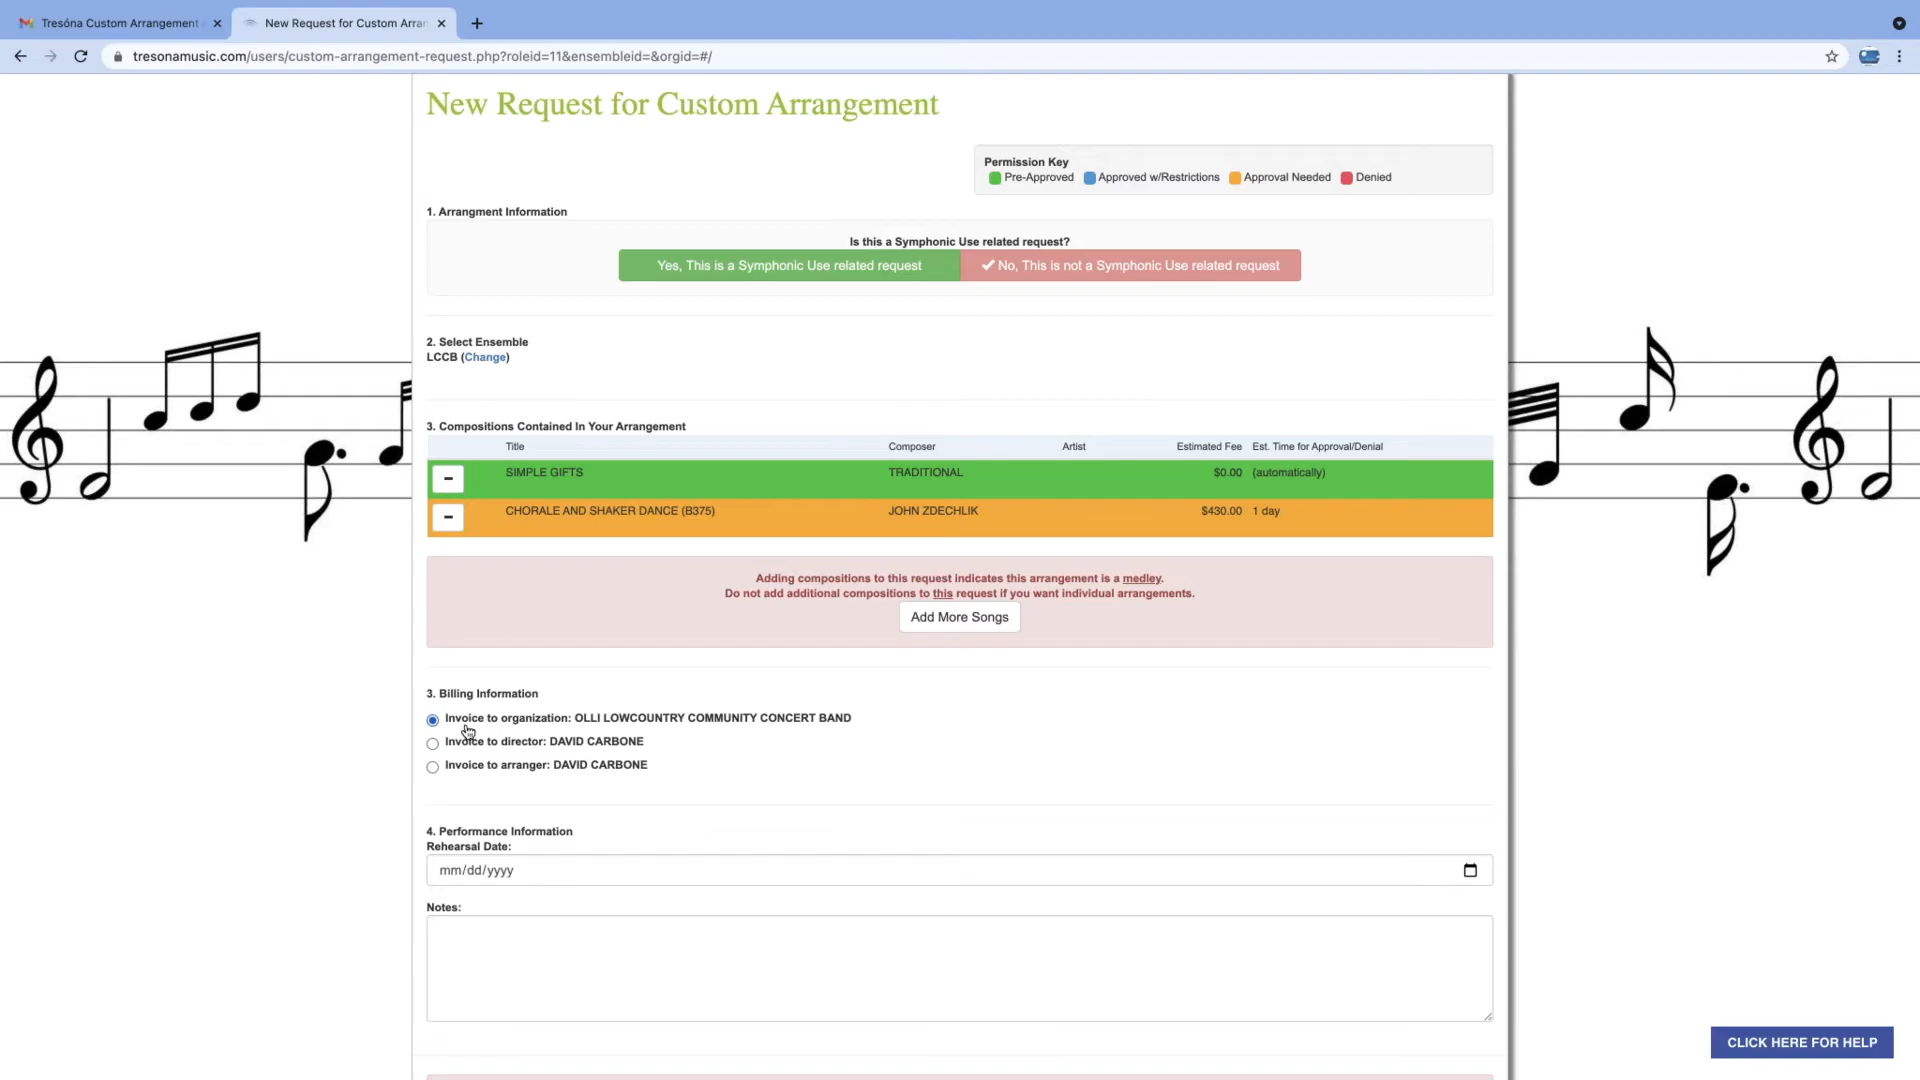 Tresóna Custom Arrangement
New Request for Custom Arran
tresonamusic.com/users/custom-arrangement-request.php?roleid=11&ensembleid=&orgid=#/
New Request for Custom Arrangement
Permission Key
Pre-Approved Approved w/Restrictions Approval Needed Denied
1. Arrangment Information
Is this a Symphonic Use related request?
Yes, This is a Symphonic Use related request
No, This is not a Symphonic Use related request
2. Select Ensemble
LCCB (Change)
3. Compositions Contained In Your Arrangement
Title Composer Artist Estimated Fee Est. Time for Approval/Denial
SIMPLE GIFTS TRADITIONAL $0.00 (automatically)
CHORALE AND SHAKER DANCE (B375) JOHN ZDECHLIK $430.00 1 day
Adding compositions to this request indicates this arrangement is a medley.
Do not add additional compositions to this request if you want individual arrangements.
Add More Songs
3. Billing Information
Invoice to organization: OLLI LOWCOUNTRY COMMUNITY CONCERT BAND
Invoice to director: DAVID CARBONE
Invoice to arranger: DAVID CARBONE
4. Performance Information
Rehearsal Date:
mm/dd/yyyy
Notes:
CLICK HERE FOR HELP